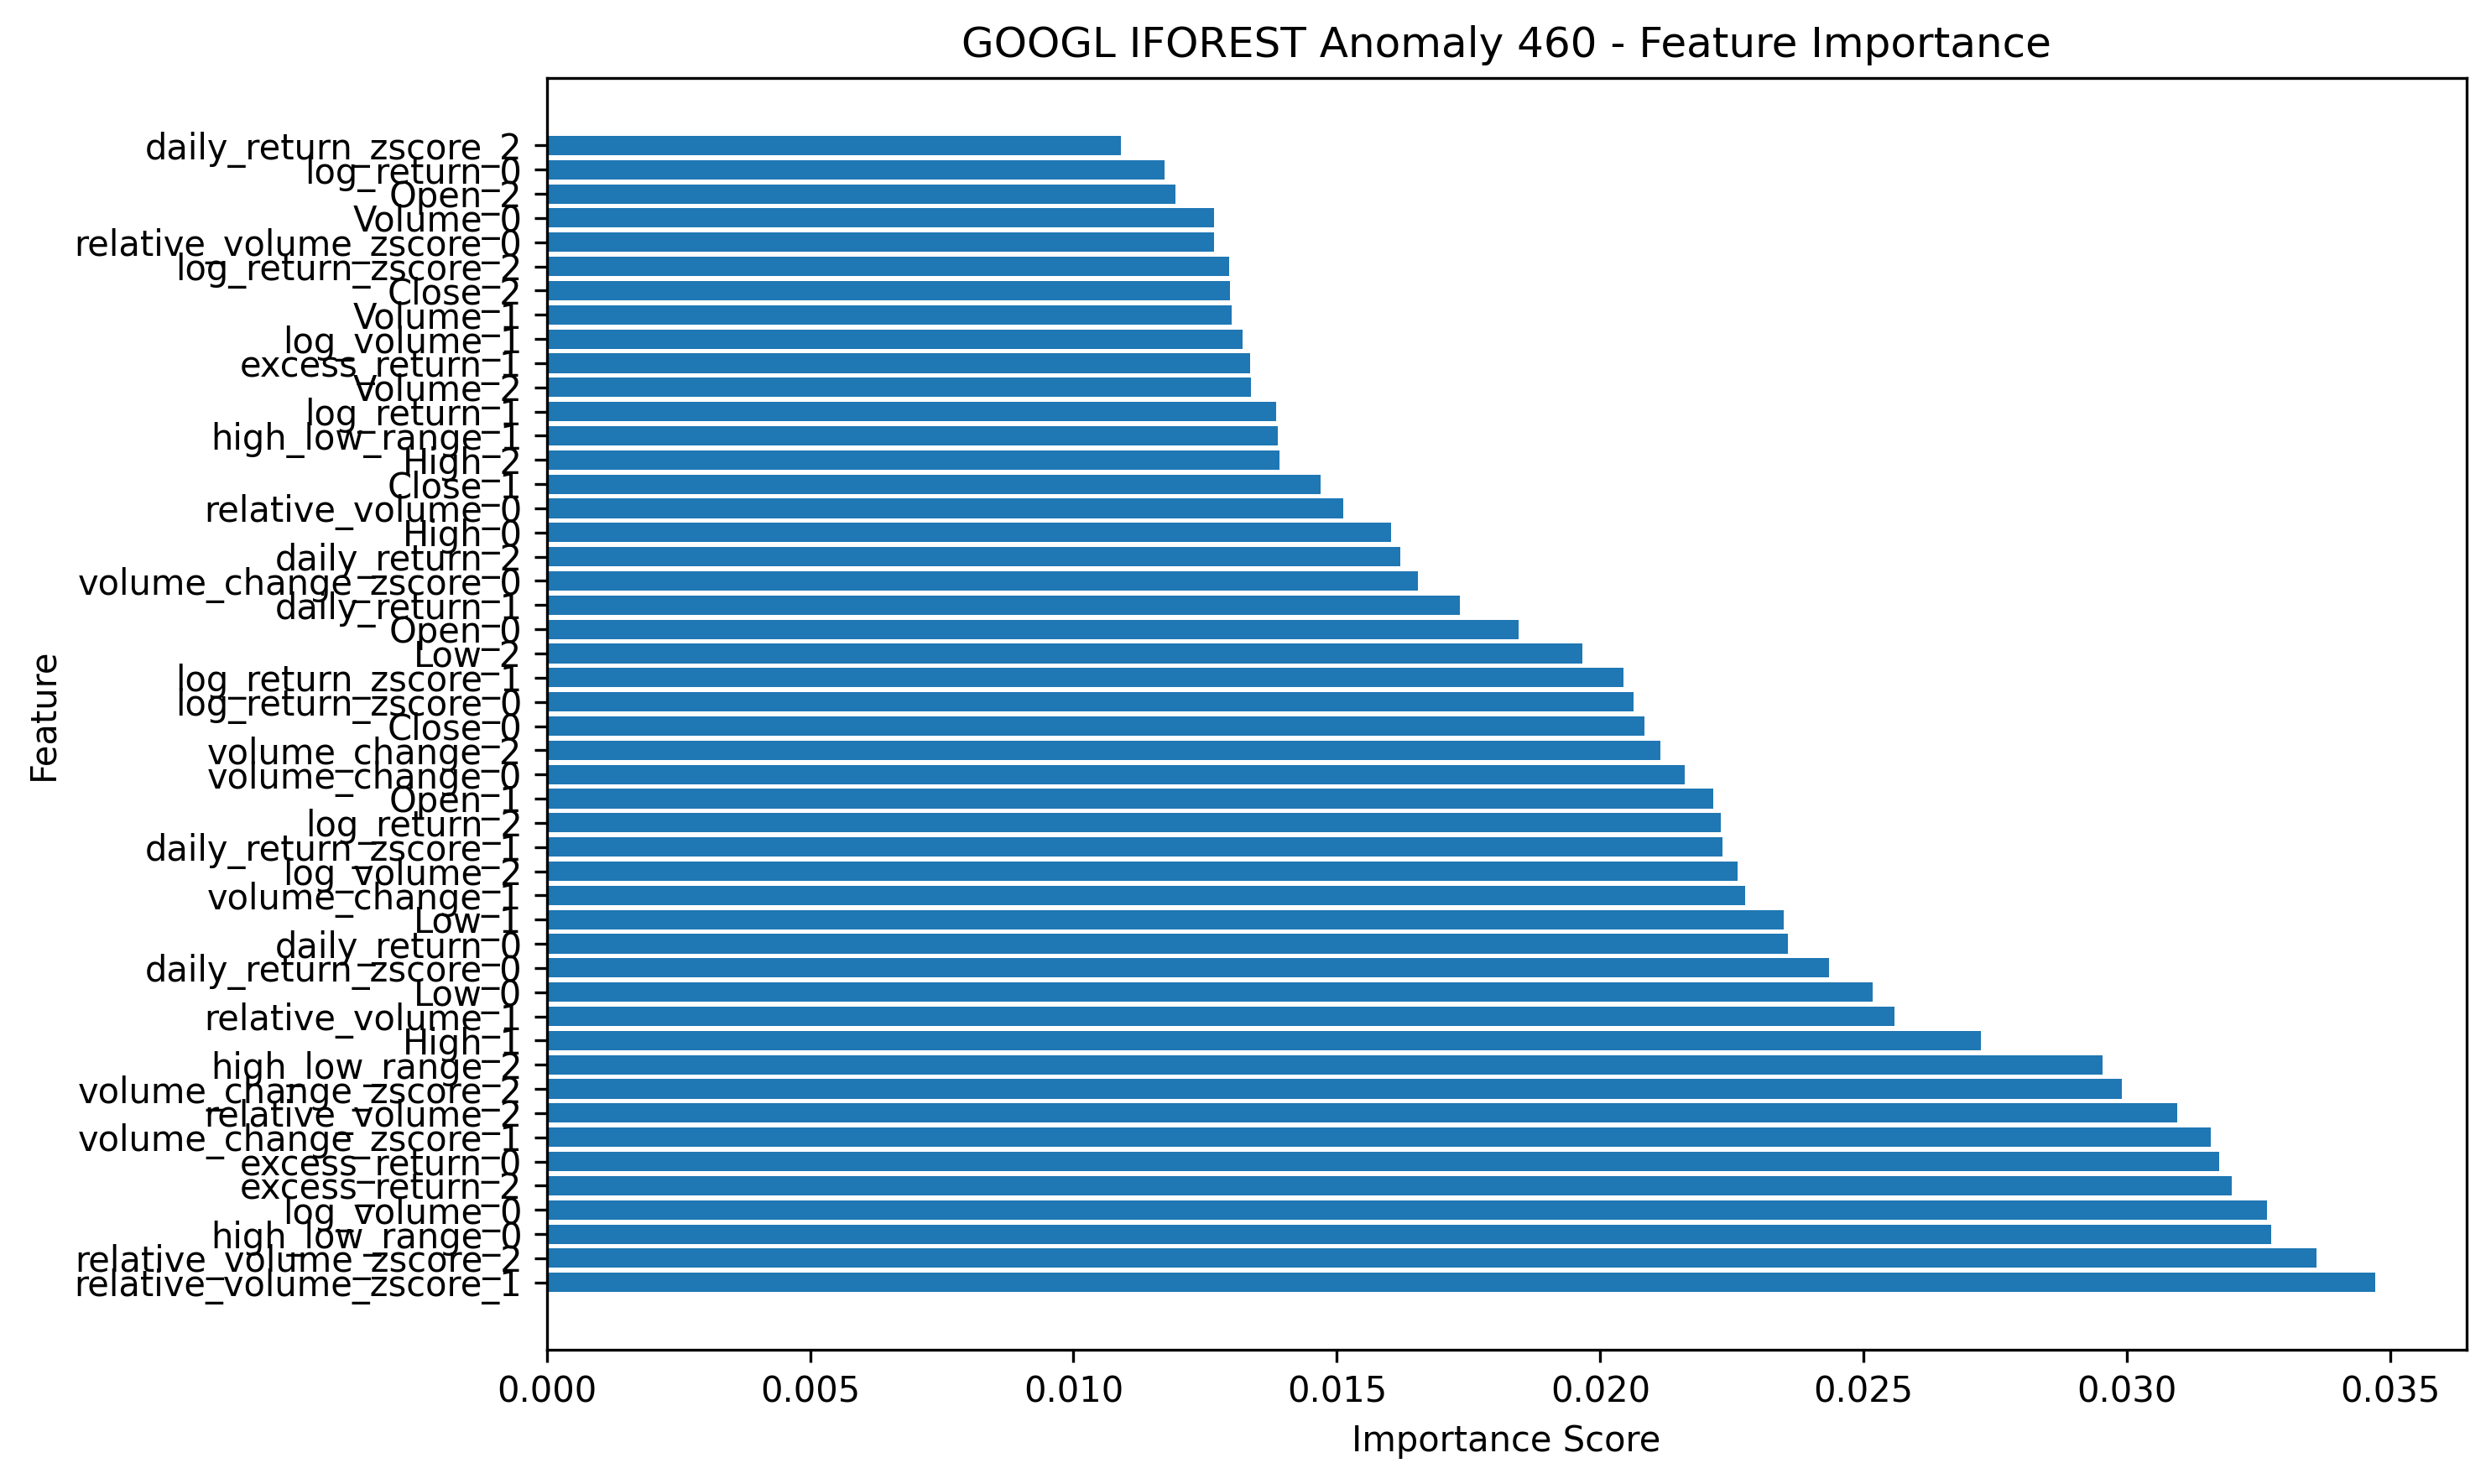 GOOGL IFOREST Anomaly 460 - Feature Importance
daily_return_zscore_2
log_return_0
Open_2
Volume_0
relative_volume_zscore_0
log_return_zscore_2
Close_2
Volume_1
log_volume_1
excess_return_1
Volume_2
log_return_1
high_low_range_1
High_2
Close_1
relative_volume_0
High_0
daily_return_2
volume_change_zscore_0
daily_return_1
Open_0
Low_2
log_return_zscore_1
log_return_zscore_0
Close_0
volume_change_2
volume_change_0
Open_1
log_return_2
daily_return_zscore_1
log_volume_2
volume_change_1
Low_1
daily_return_0
daily_return_zscore_0
Low_0
relative_volume_1
High_1
high_low_range_2
volume_change_zscore_2
relative_volume_2
volume_change_zscore_1
excess_return_0
excess_return_2
log_volume_0
high_low_range_0
relative_volume_zscore_2
relative_volume_zscore_1
Feature
0.000 0.005 0.010 0.015 0.020 0.025 0.030 0.035
Importance Score